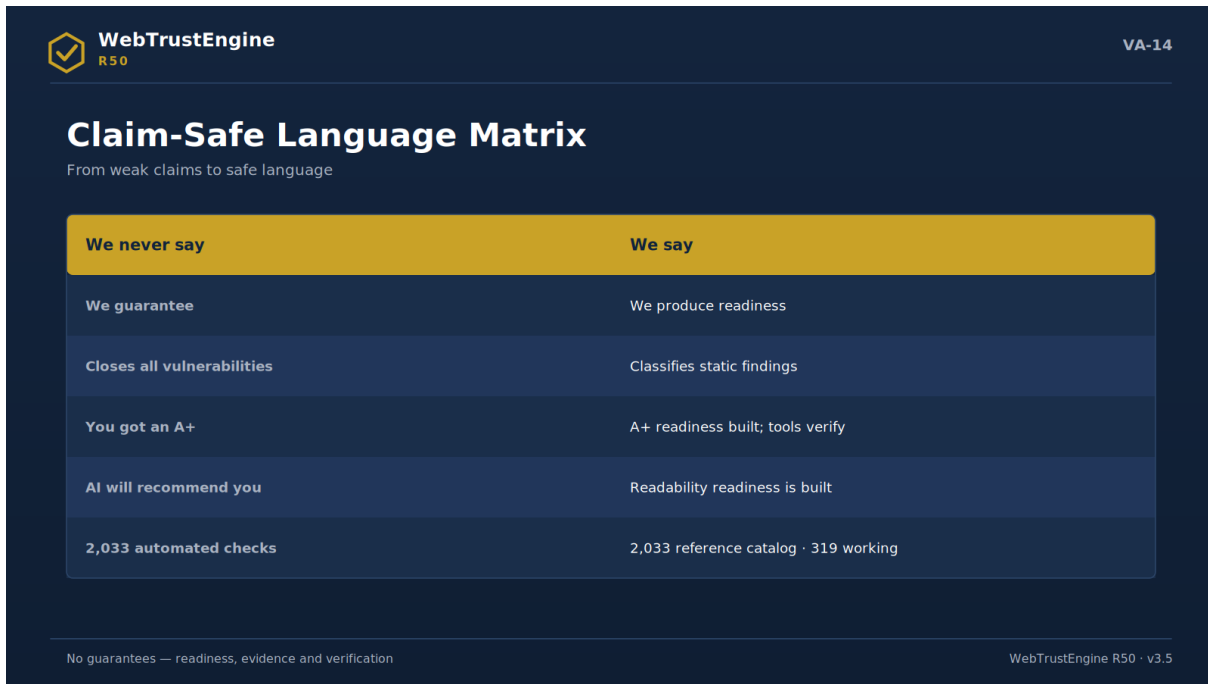 WebTrustEngine
R50
VA-14
Claim-Safe Language Matrix
From weak claims to safe language
We never say We say
We guarantee We produce readiness
Closes all vulnerabilities Classifies static findings
You got an A+ A+ readiness built; tools verify
AI will recommend you Readability readiness is built
2,033 automated checks 2,033 reference catalog · 319 working
No guarantees — readiness, evidence and verification WebTrustEngine R50 · v3.5